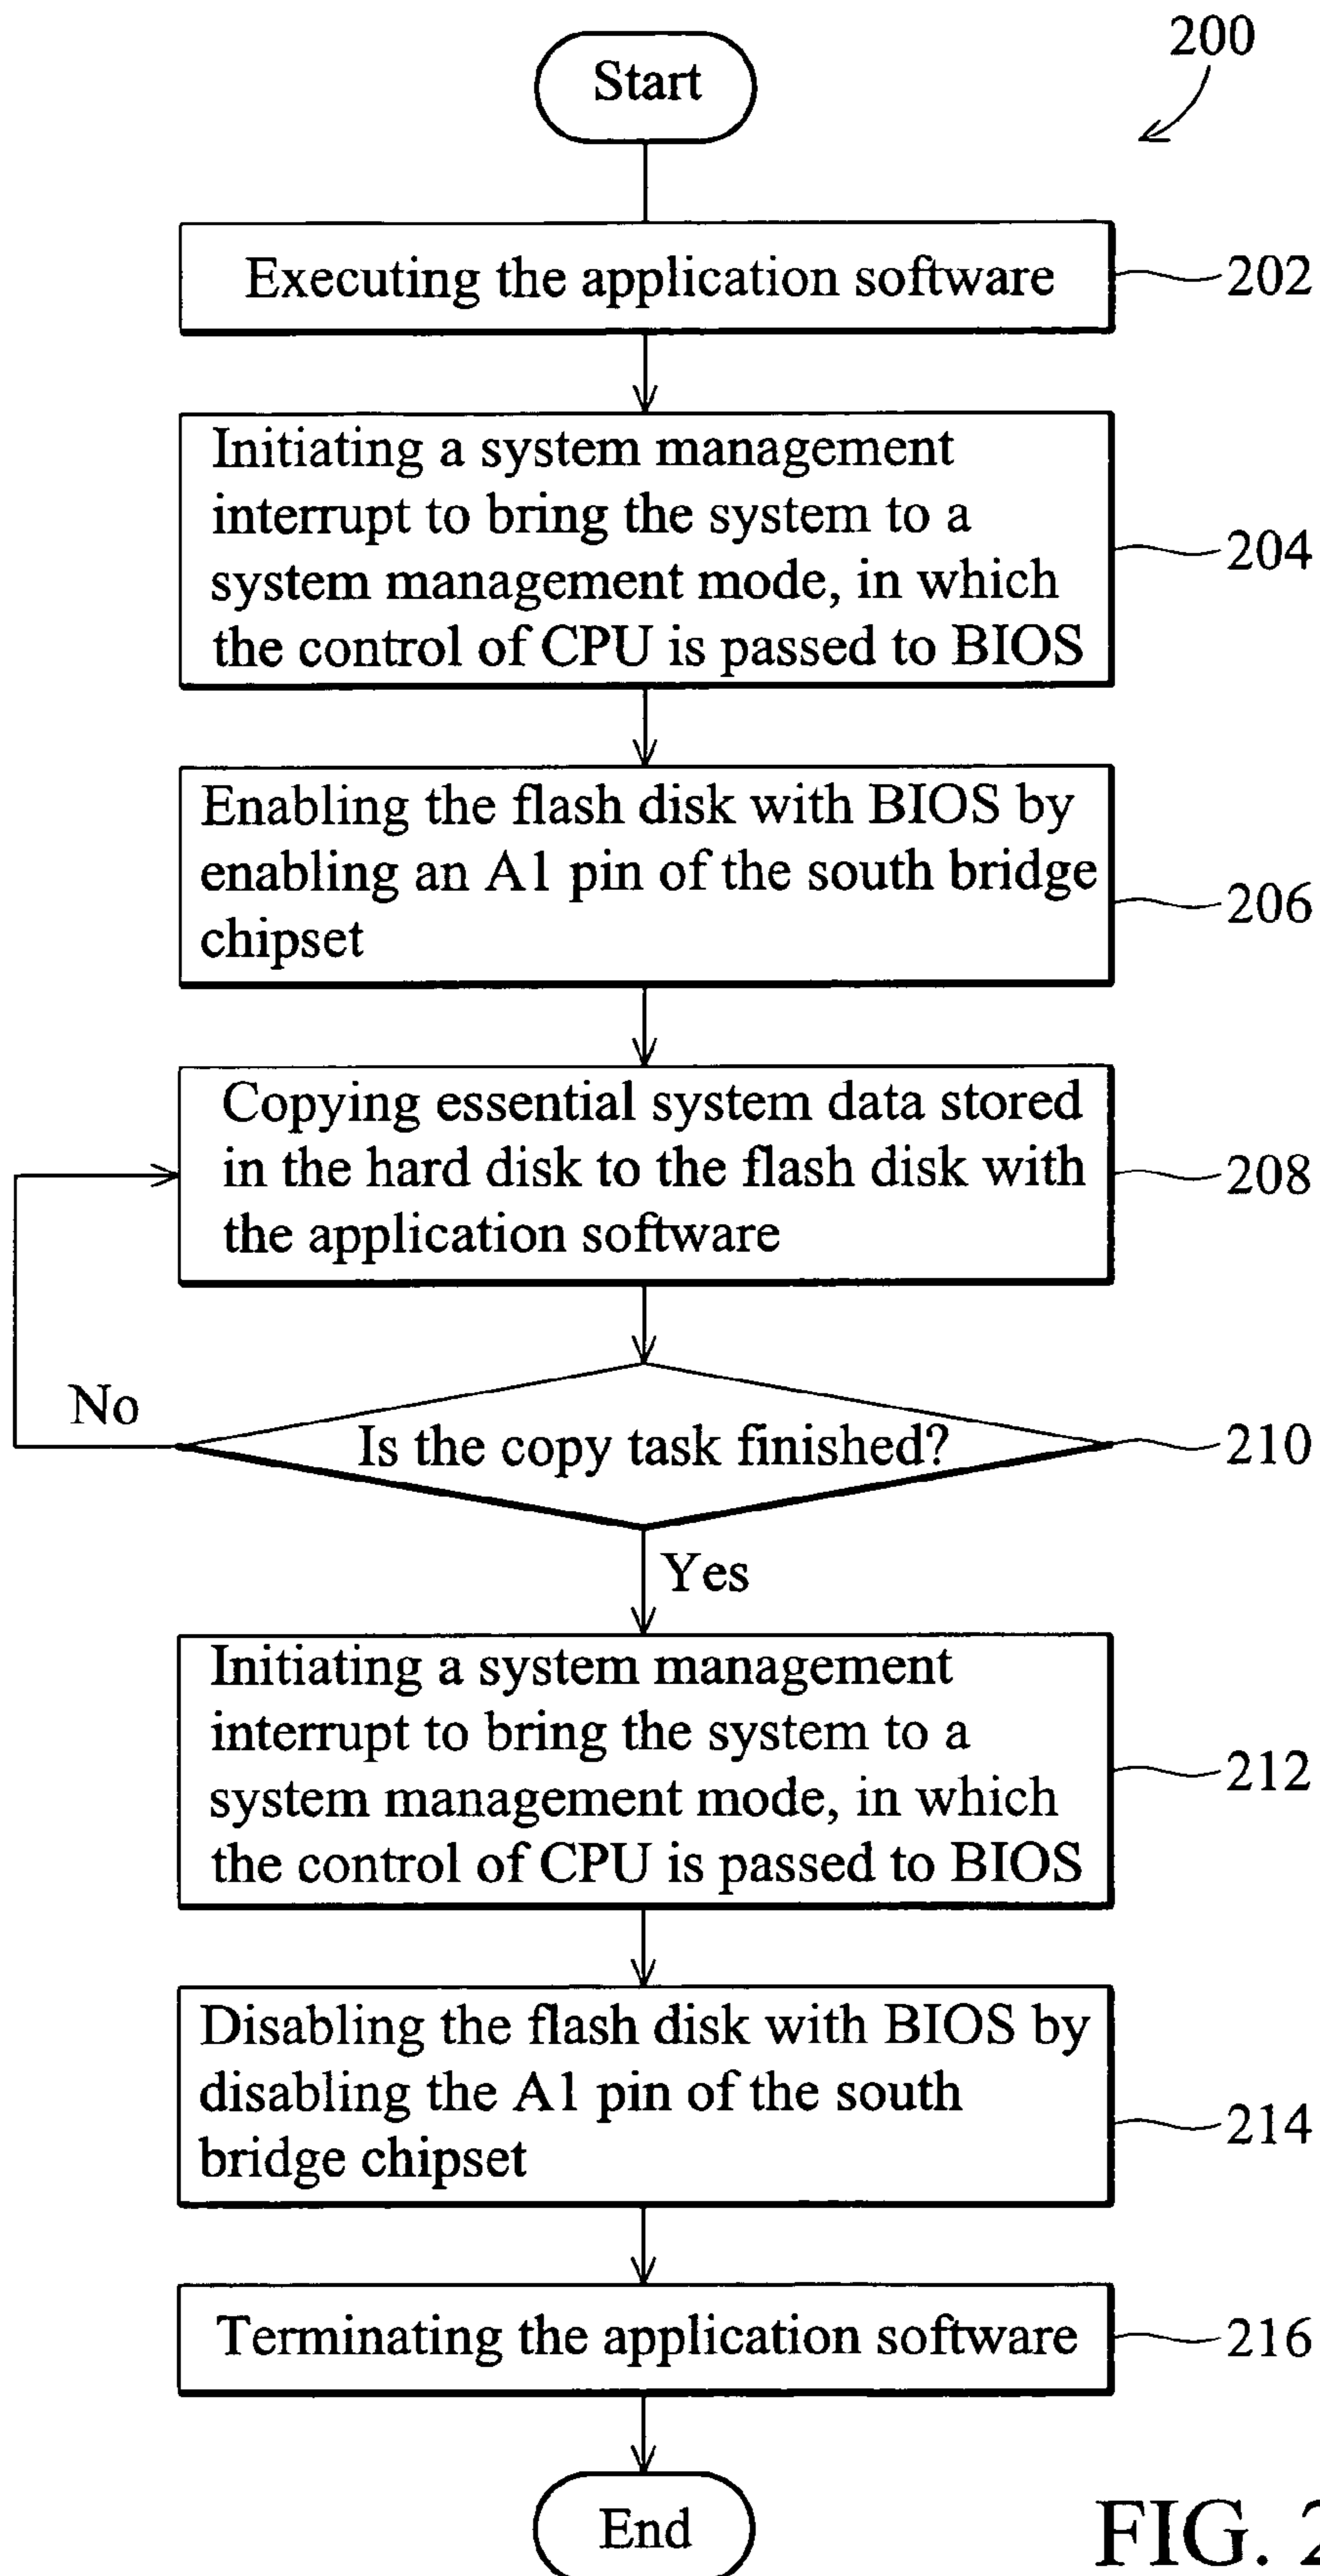 200
Start
Executing the application software
202
Initiating a system management
interrupt to bring the system to a
system management mode, in which
the control of CPU is passed to BIOS
204
Enabling the flash disk with BIOS by
enabling an A1 pin of the south bridge
chipset
206
Copying essential system data stored
in the hard disk to the flash disk with
the application software
208
No
Is the copy task finished?
210
Yes
Initiating a system management
interrupt to bring the system to a
system management mode, in which
the control of CPU is passed to BIOS
212
Disabling the flash disk with BIOS by
disabling the A1 pin of the south
bridge chipset
214
Terminating the application software
216
End
FIG. 2